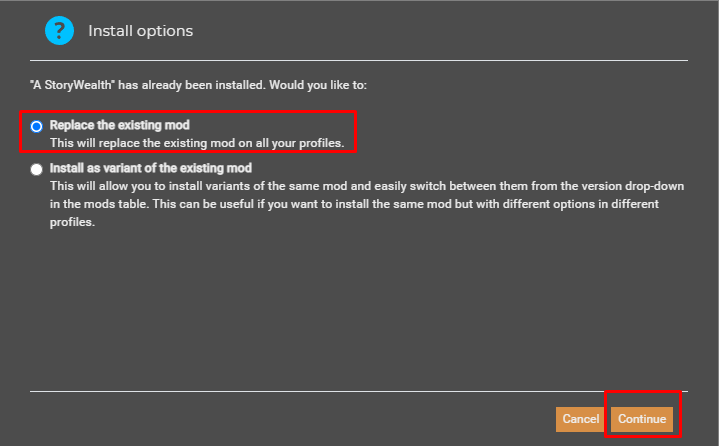 ?
Install options
"A StoryWealth" has already been installed. Would you like to:
Replace the existing mod
This will replace the existing mod on all your profiles.
Install as variant of the existing mod
This will allow you to install variants of the same mod and easily switch between them from the version drop-down
in the mods table. This can be useful if you want to install the same mod but with different options in different
profiles.
Cancel Continue